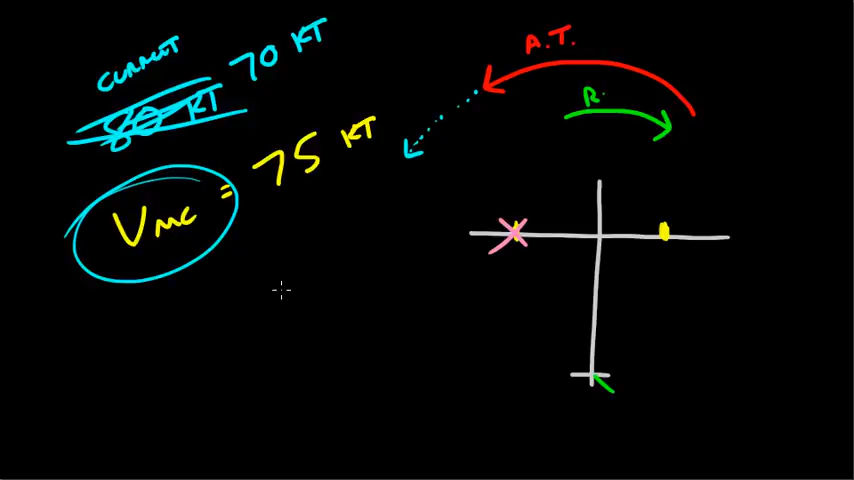 CURRENT
70 KT
80 KT
VMC = 75 KT
A.T.
R.